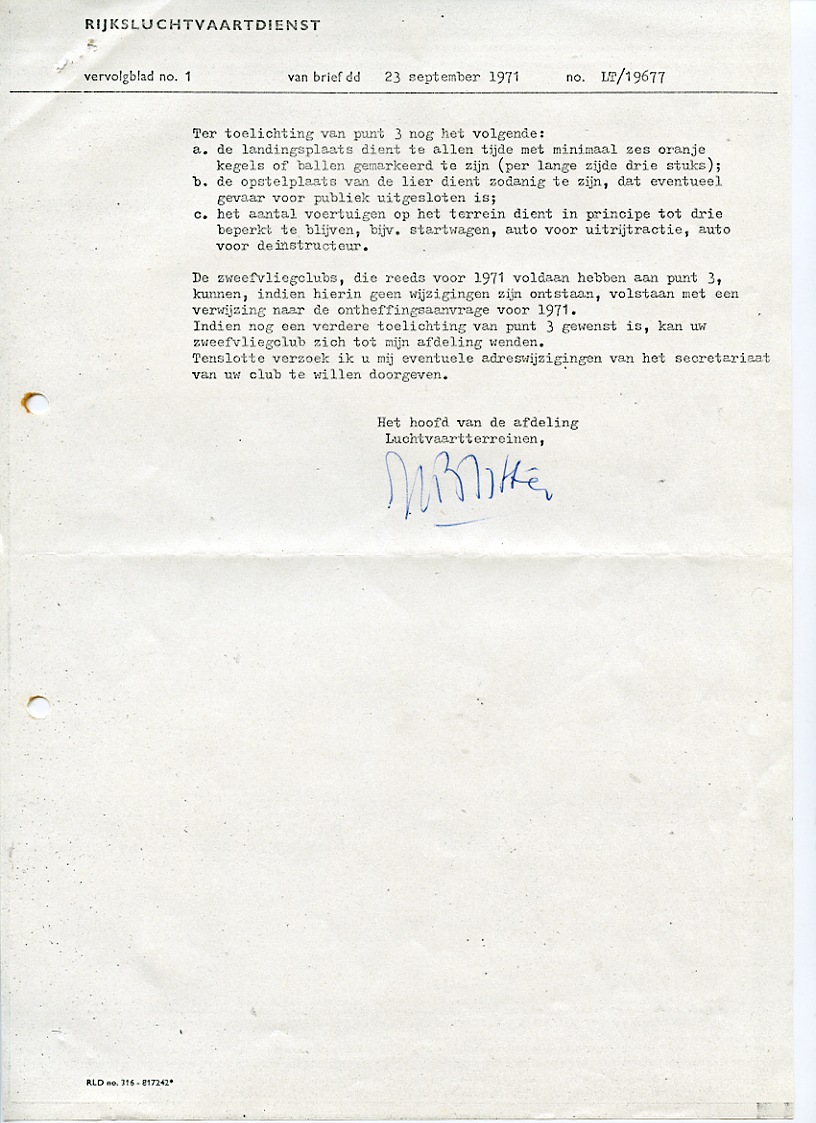 RIJKSLUCHTVAARTDIENST
vervolgblad no. 1 van brief dd 23 september 1971 no. LT/19677
Ter toelichting van punt 3 nog het volgende:
a. de landingsplaats dient te allen tijde met minimaal zes oranje
kegels of ballen gemarkeerd te zijn (per lange zijde drie stuks);
b. de opstelplaats van de lier dient zodanig te zijn, dat eventueel
gevaar voor publiek uitgesloten is;
c. het aantal voertuigen op het terrein dient in principe tot drie
beperkt te blijven, bijv. startwagen, auto voor uitrijtractie, auto
voor deinstructeur.
De zweefvliegclubs, die reeds voor 1971 voldaan hebben aan punt 3,
kunnen, indien hierin geen wijzigingen zijn ontstaan, volstaan met een
verwijzing naar de ontheffingsaanvrage voor 1971.
Indien nog een verdere toelichting van punt 3 gewenst is, kan uw
zweefvliegclub zich tot mijn afdeling wenden.
Tenslotte verzoek ik u mij eventuele adreswijzigingen van het secretariaat
van uw club te willen doorgeven.
Het hoofd van de afdeling
Luchtvaartterreinen,
RLD no. 316 - 817242*